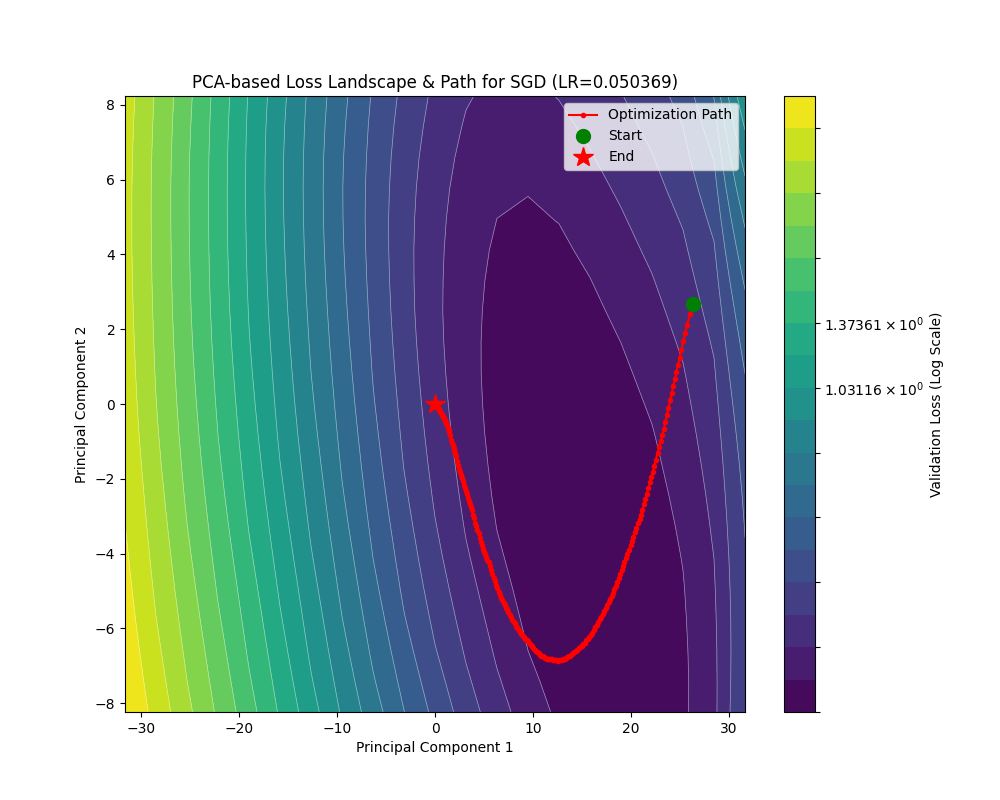 PCA-based Loss Landscape & Path for SGD (LR=0.050369)
Optimization Path
Start
End
8
6
4
2
0
−2
−4
−6
−8
Principal Component 2
−30
−20
−10
0
10
20
30
Principal Component 1
1.37361 × 10⁰
1.03116 × 10⁰
Validation Loss (Log Scale)